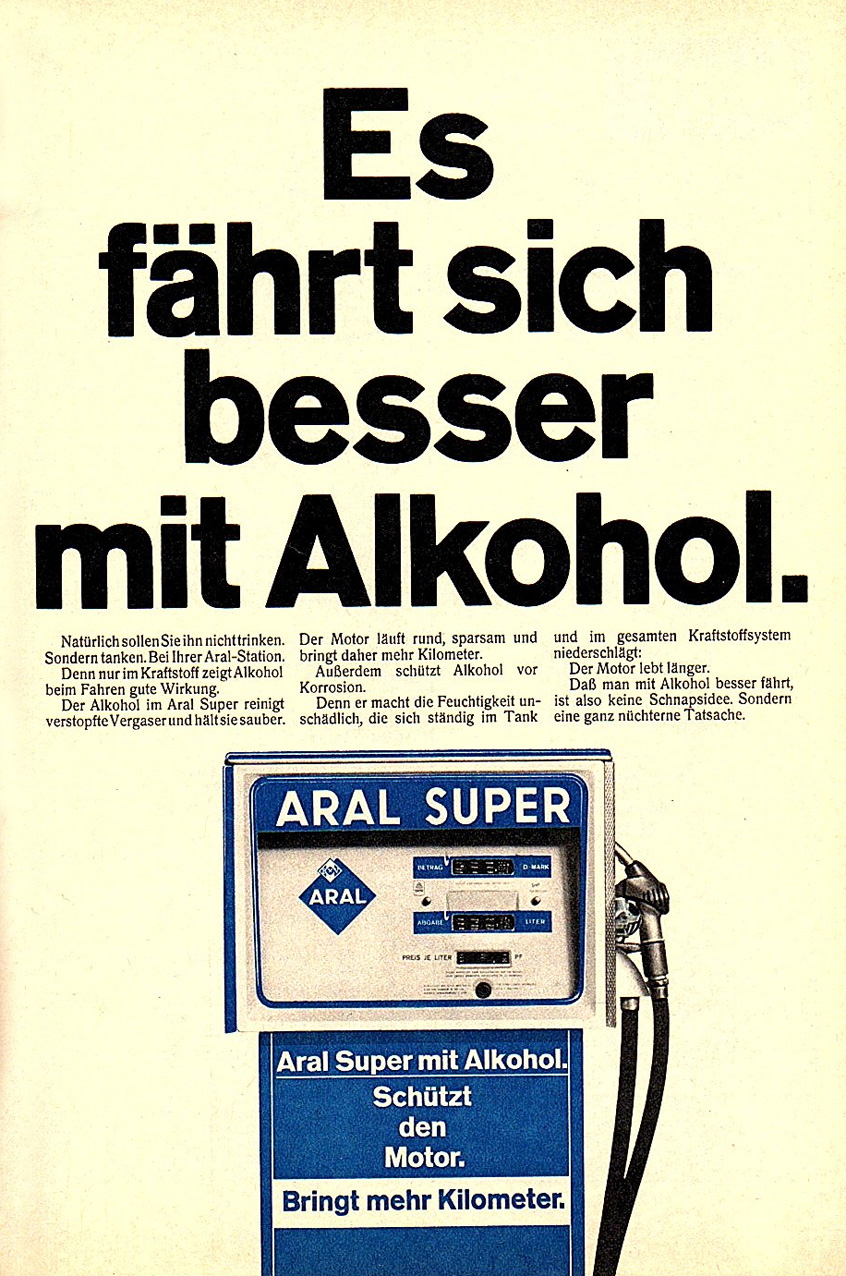 Es
fährt sich
besser
mit Alkohol.
Natürlich sollen Sie ihn nicht trinken.
Sondern tanken. Bei Ihrer Aral-Station.
Denn nur im Kraftstoff zeigt Alkohol
beim Fahren gute Wirkung.
Der Alkohol im Aral Super reinigt
verstopfte Vergaser und hält sie sauber.
Der Motor läuft rund, sparsam und
bringt daher mehr Kilometer.
Außerdem schützt Alkohol vor
Korrosion.
Denn er macht die Feuchtigkeit un-
schädlich, die sich ständig im Tank
und im gesamten Kraftstoffsystem
niederschlägt:
Der Motor lebt länger.
Daß man mit Alkohol besser fährt,
ist also keine Schnapsidee. Sondern
eine ganz nüchterne Tatsache.
ARAL SUPER
ARAL
BETRAG D-MARK
ABGABE LITER
PREIS JE LITER PF
Aral Super mit Alkohol.
Schützt
den
Motor.
Bringt mehr Kilometer.